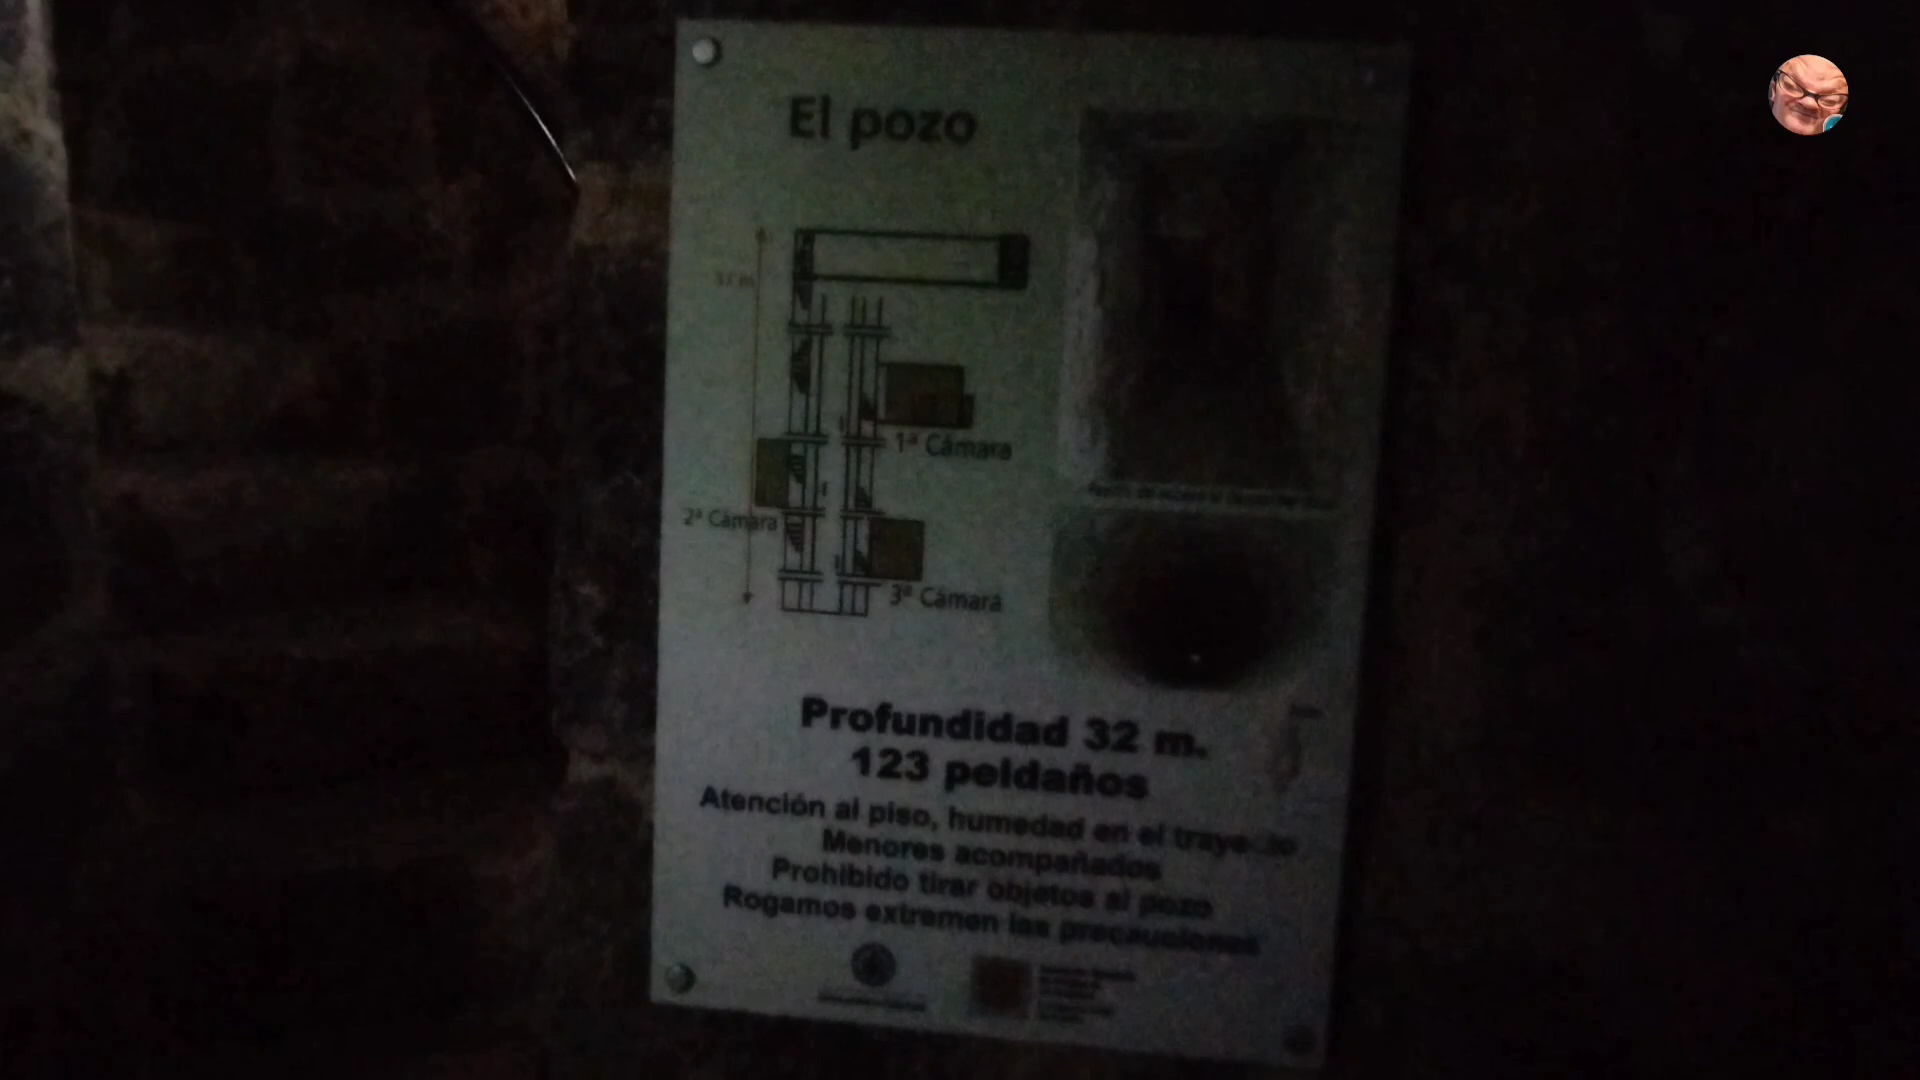 El pozo
1ª Cámara
2ª Cámara
3ª Cámara
Profundidad 32 m.
123 peldaños
Atención al piso, humedad en el trayecto
Menores acompañados
Prohibido tirar objetos al pozo
Rogamos extremen las precauciones